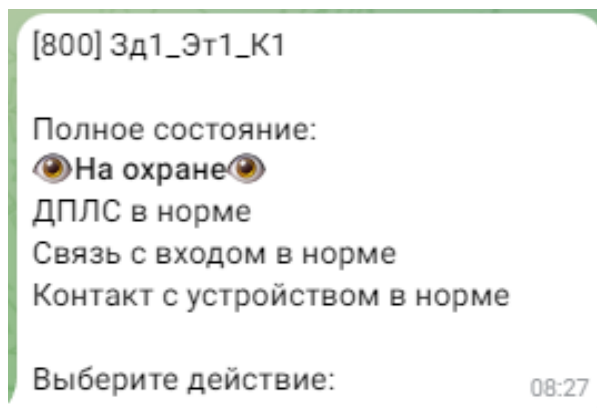 [800] Зд1_Эт1_К1
Полное состояние:
👁На охране👁
ДПЛС в норме
Связь с входом в норме
Контакт с устройством в норме
Выберите действие:
08:27